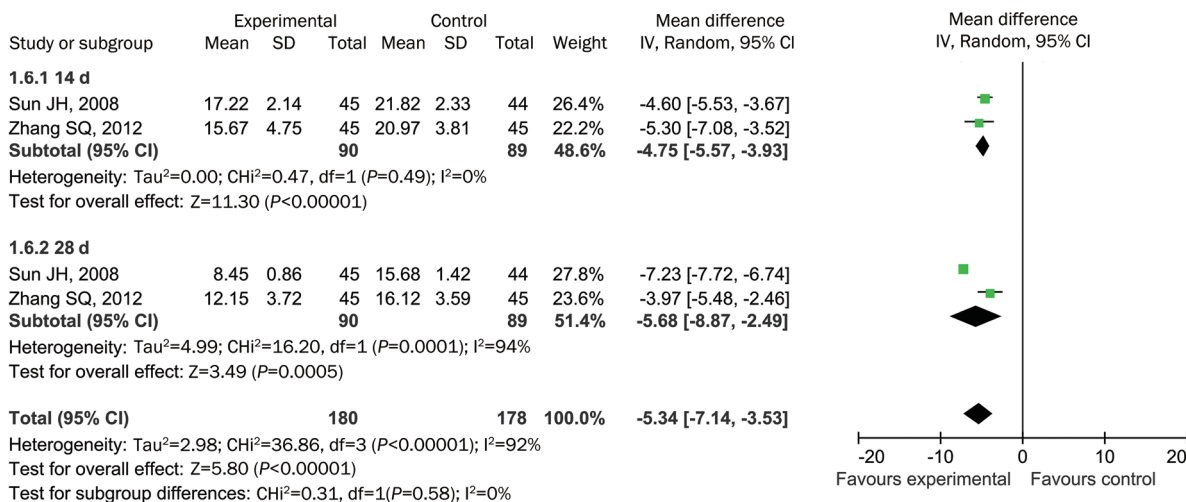 Experimental Control Mean difference Mean difference
Study or subgroup Mean SD Total Mean SD Total Weight IV, Random, 95% CI IV, Random, 95% CI
1.6.1 14 d
Sun JH, 2008 17.22 2.14 45 21.82 2.33 44 26.4% -4.60 [-5.53, -3.67]
Zhang SQ, 2012 15.67 4.75 45 20.97 3.81 45 22.2% -5.30 [-7.08, -3.52]
Subtotal (95% CI) 90 89 48.6% -4.75 [-5.57, -3.93]
Heterogeneity: Tau²=0.00; CHi²=0.47, df=1 (P=0.49); I²=0%
Test for overall effect: Z=11.30 (P<0.00001)
1.6.2 28 d
Sun JH, 2008 8.45 0.86 45 15.68 1.42 44 27.8% -7.23 [-7.72, -6.74]
Zhang SQ, 2012 12.15 3.72 45 16.12 3.59 45 23.6% -3.97 [-5.48, -2.46]
Subtotal (95% CI) 90 89 51.4% -5.68 [-8.87, -2.49]
Heterogeneity: Tau²=4.99; CHi²=16.20, df=1 (P=0.0001); I²=94%
Test for overall effect: Z=3.49 (P=0.0005)
Total (95% CI) 180 178 100.0% -5.34 [-7.14, -3.53]
Heterogeneity: Tau²=2.98; CHi²=36.86, df=3 (P<0.00001); I²=92%
Test for overall effect: Z=5.80 (P<0.00001)
Test for subgroup differences: CHi²=0.31, df=1(P=0.58); I²=0%
-20 -10 0 10 20
Favours experimental Favours control